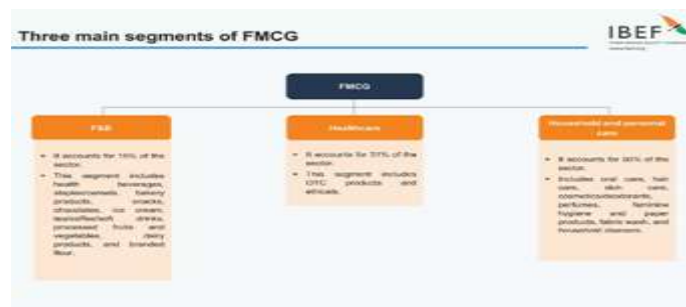 Three main segments of FMCG
IBEF
www.ibef.org
FMCG
F&B
Healthcare
Household and personal
care
• It accounts for
of the
sector.
• This segment includes
health beverages,
staples/cereals, bakery
products, snacks,
chocolates, ice cream,
tea/coffee/soft drinks,
processed fruits and
vegetables, dairy
products, and branded
flour.
• It accounts for
of the
sector.
• This segment includes
OTC products and
ethicals.
• It accounts for
of the
sector.
• Includes oral care, hair
care, skin care,
cosmetics/deodorants,
perfumes, feminine
hygiene and paper
products, fabric wash, and
household cleaners.